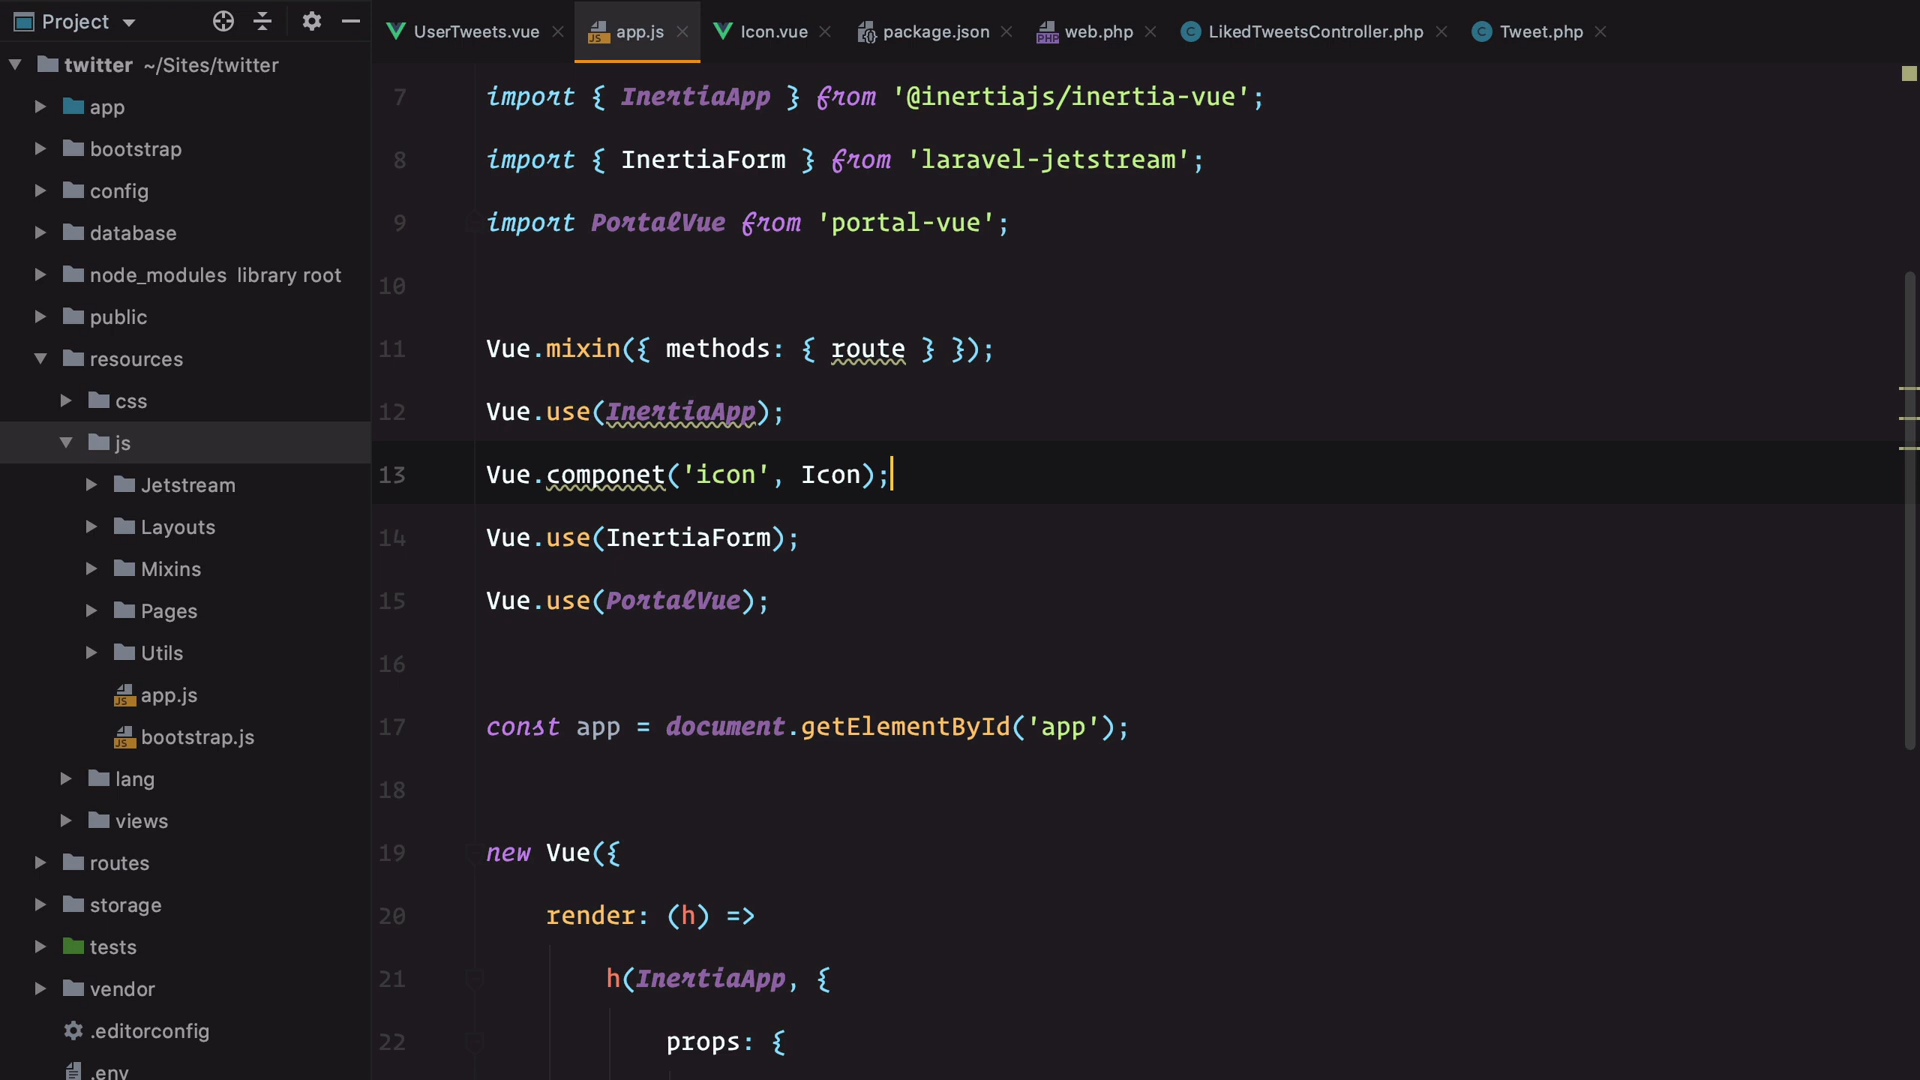 Project
UserTweets.vue
app.js
Icon.vue
package.json
web.php
LikedTweetsController.php
Tweet.php
twitter ~/Sites/twitter
app
bootstrap
config
database
node_modules library root
public
resources
css
js
Jetstream
Layouts
Mixins
Pages
Utils
app.js
bootstrap.js
lang
views
routes
storage
tests
vendor
.editorconfig
.env
7 import { InertiaApp } from '@inertiajs/inertia-vue';
8 import { InertiaForm } from 'laravel-jetstream';
9 import PortalVue from 'portal-vue';
10
11 Vue.mixin({ methods: { route } });
12 Vue.use(InertiaApp);
13 Vue.componet('icon', Icon);
14 Vue.use(InertiaForm);
15 Vue.use(PortalVue);
16
17 const app = document.getElementById('app');
18
19 new Vue({
20 render: (h) =>
21 h(InertiaApp, {
22 props: {